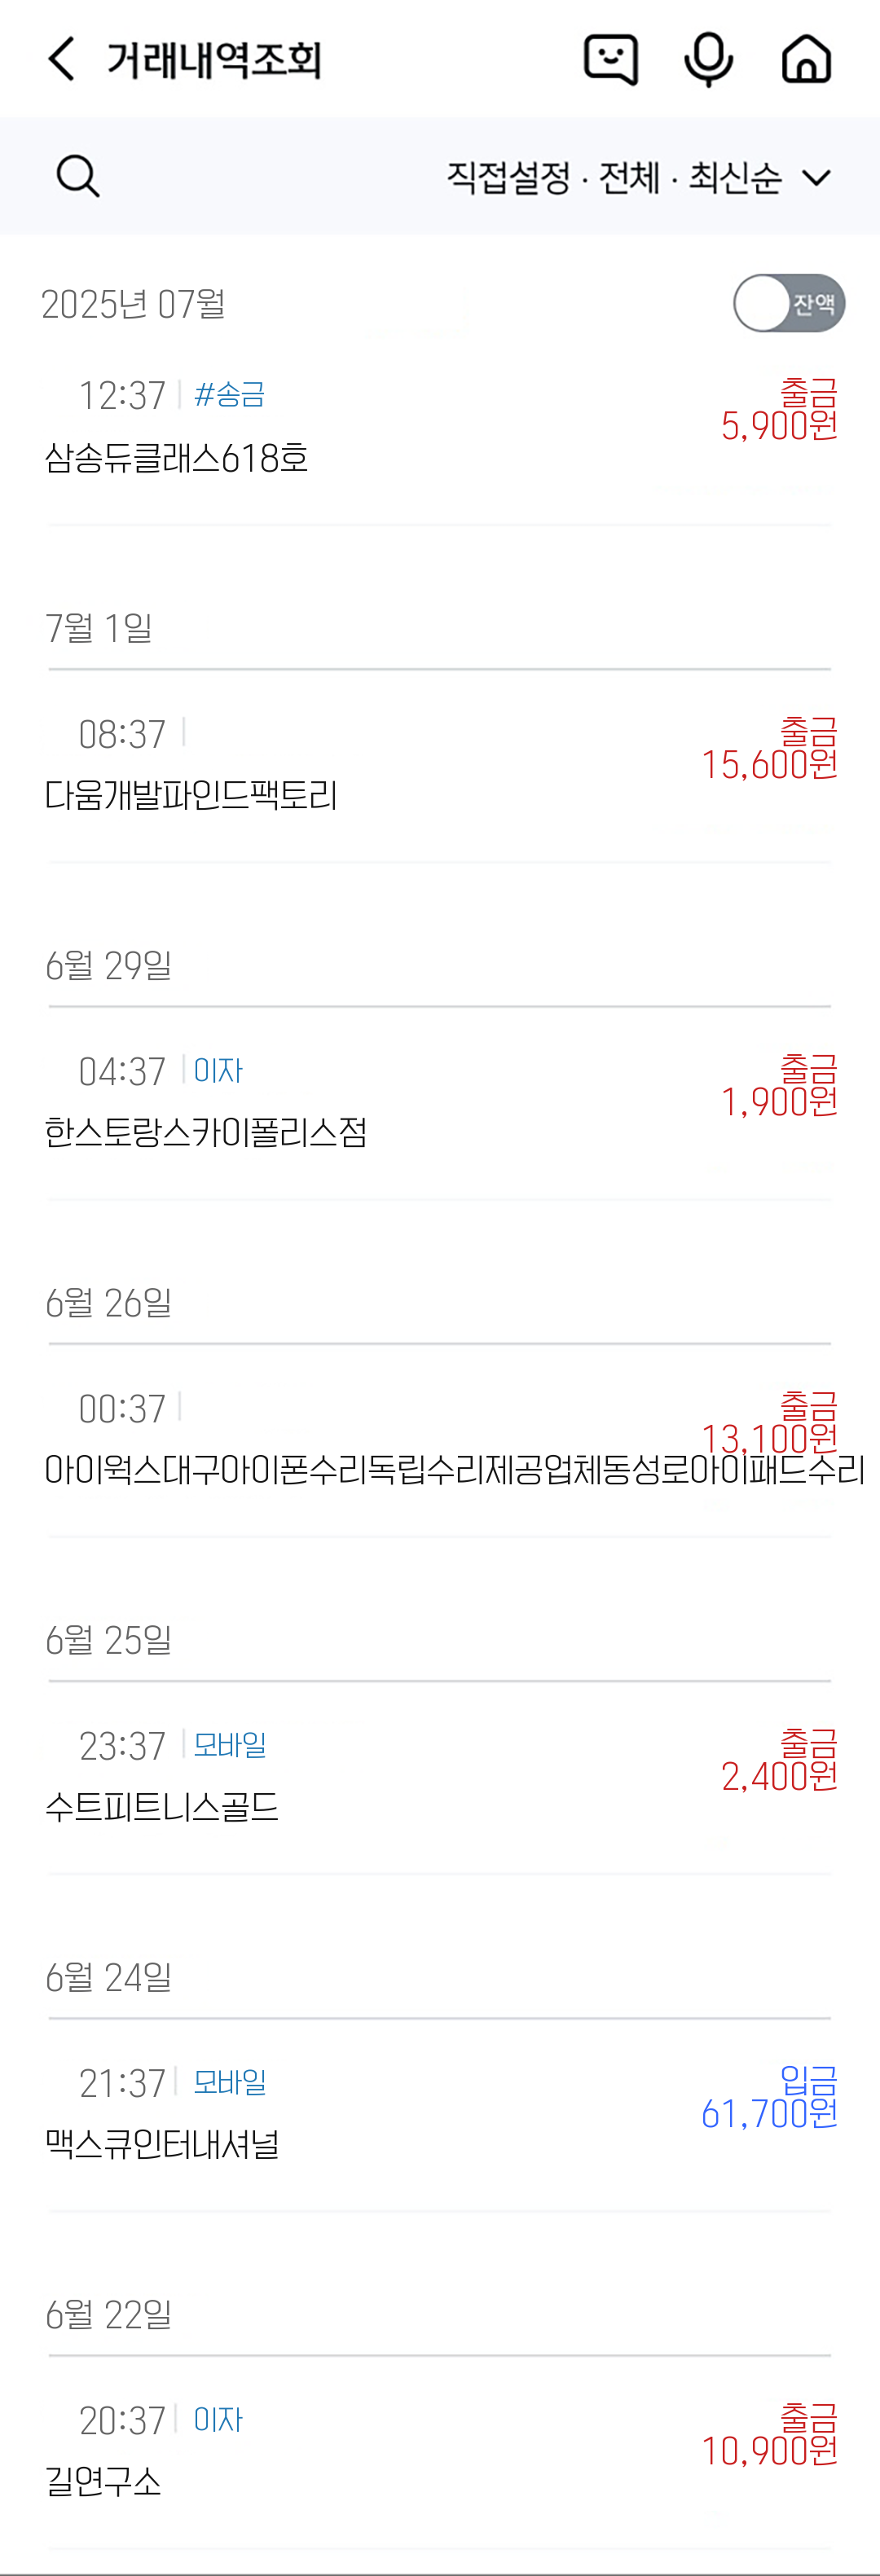 거래내역조회
직접설정 · 전체 · 최신순
2025년 07월
잔액
12:37 #송금
출금
5,900원
삼송듀클래스618호
7월 1일
08:37
출금
15,600원
다움개발파인드팩토리
6월 29일
04:37 이자
출금
1,900원
한스토랑스카이폴리스점
6월 26일
00:37
출금
13,100원
아이웍스대구아이폰수리독립수리제공업체동성로아이패드수리
6월 25일
23:37 모바일
출금
2,400원
수트피트니스골드
6월 24일
21:37 모바일
입금
61,700원
맥스큐인터내셔널
6월 22일
20:37 이자
출금
10,900원
길연구소